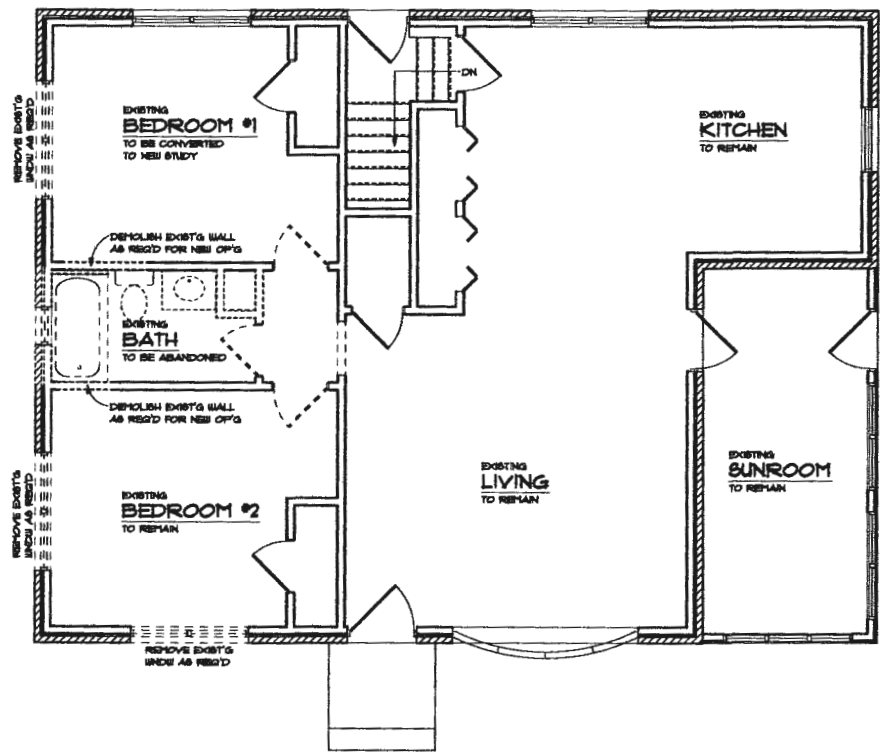 DN
EXISTING
BEDROOM #1
TO BE CONVERTED
TO NEW STUDY
EXISTING
KITCHEN
TO REMAIN
REMOVE EXIST'G
WNDW AS REQ'D
DEMOLISH EXIST'G WALL
AS REQ'D FOR NEW OP'G
EXISTING
BATH
TO BE ABANDONED
DEMOLISH EXIST'G WALL
AS REQ'D FOR NEW OP'G
EXISTING
LIVING
TO REMAIN
EXISTING
SUNROOM
TO REMAIN
REMOVE EXIST'G
WNDW AS REQ'D
EXISTING
BEDROOM #2
TO REMAIN
REMOVE EXIST'G
WNDW AS REQ'D